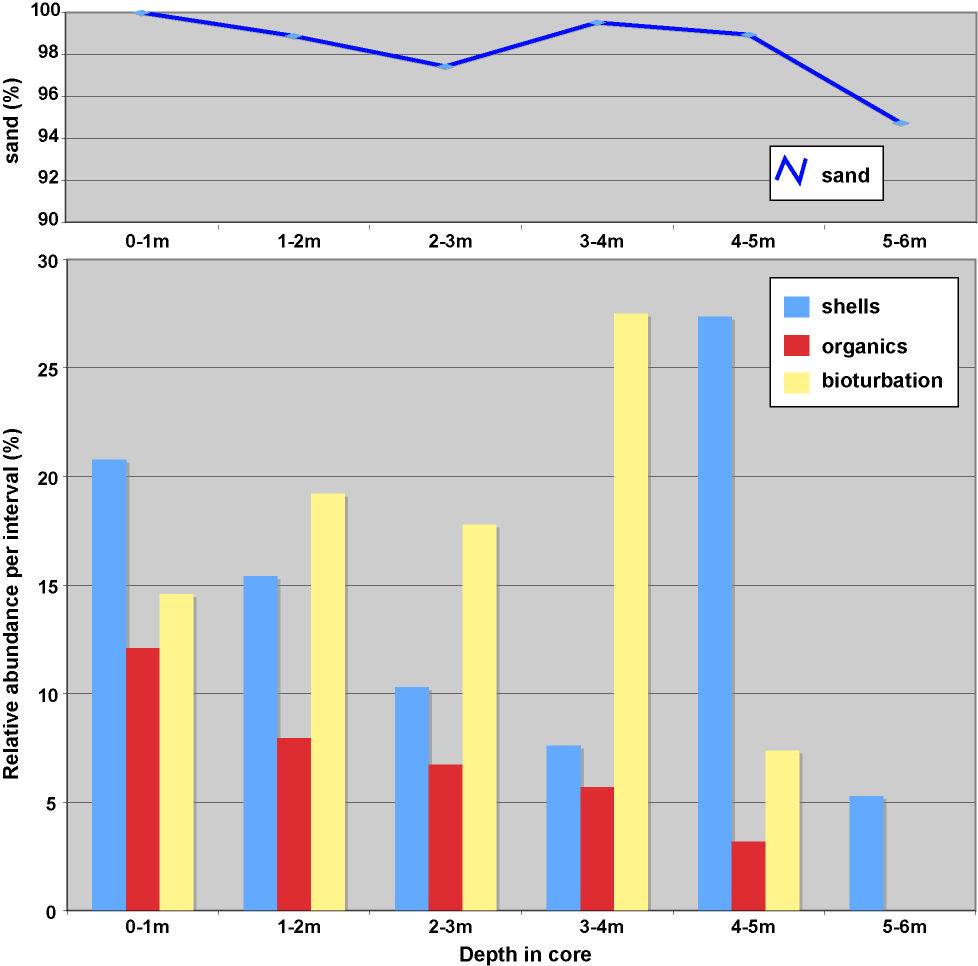 100
98
96
94
92
90
sand (%)
sand
0-1m 1-2m 2-3m 3-4m 4-5m 5-6m
30
25
20
15
10
5
0
Relative abundance per interval (%)
shells
organics
bioturbation
0-1m 1-2m 2-3m 3-4m 4-5m 5-6m
Depth in core